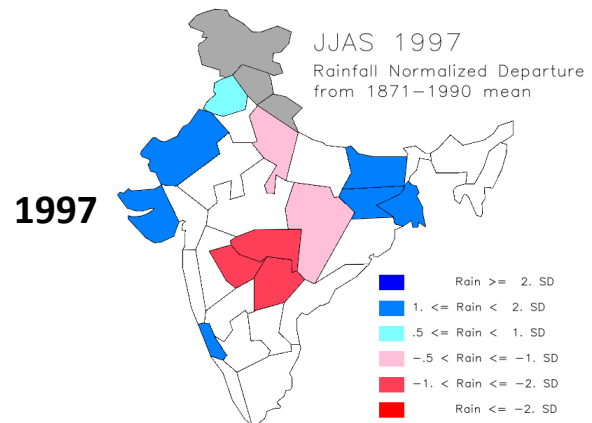 JJAS 1997
Rainfall Normalized Departure
from 1871-1990 mean
1997
Rain >= 2. SD
1. <= Rain < 2. SD
.5 <= Rain < 1. SD
-.5 < Rain <= -1. SD
-1. < Rain <= -2. SD
Rain <= -2. SD